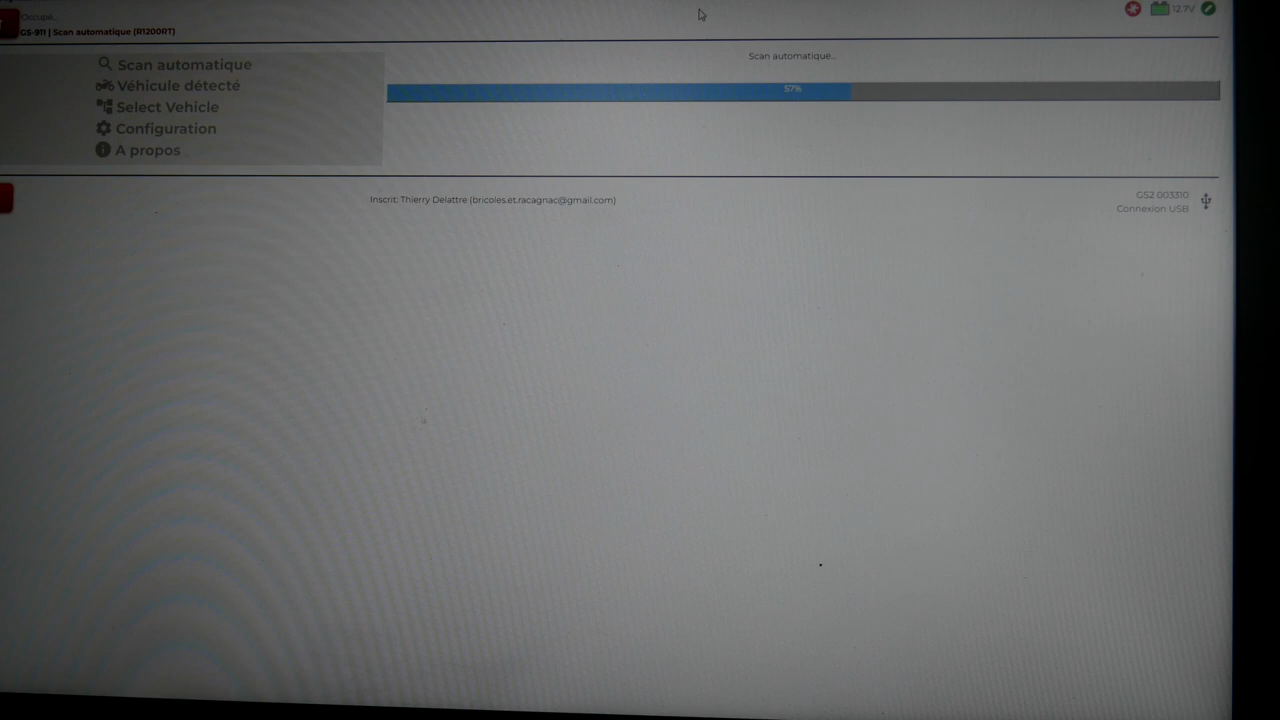 Occupé..
GS-911 | Scan automatique (R1200RT)
12.7V
Scan automatique
Véhicule détecté
Select Vehicle
Configuration
A propos
Scan automatique..
57%
Inscrit: Thierry Delattre (bricoles.et.racagnac@gmail.com)
GS2 003310
Connexion USB